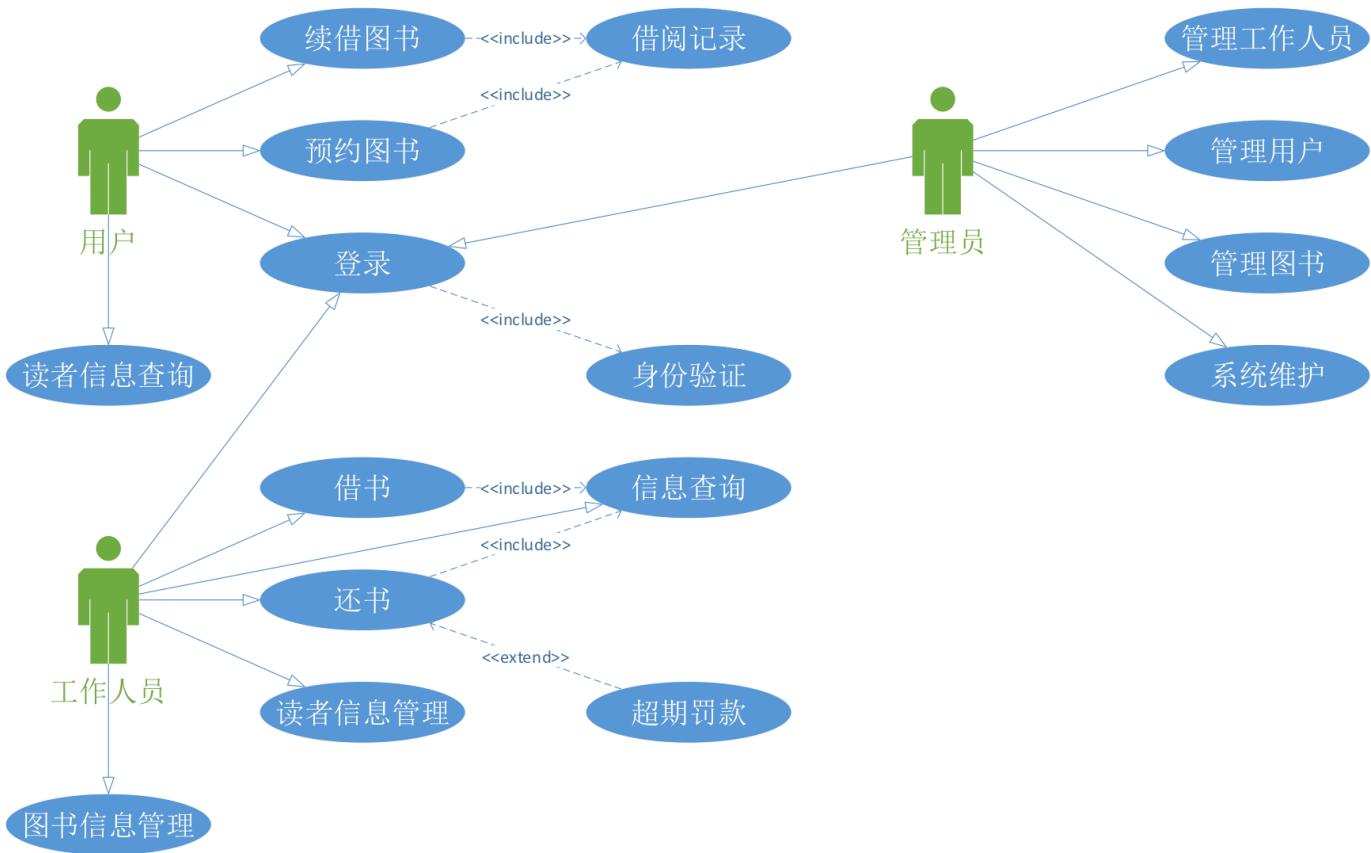 续借图书
<<include>>
借阅记录
管理工作人员
<<include>>
预约图书
管理用户
用户
管理员
登录
管理图书
<<include>>
读者信息查询
身份验证
系统维护
借书
<<include>>
信息查询
<<include>>
还书
<<extend>>
工作人员
读者信息管理
超期罚款
图书信息管理